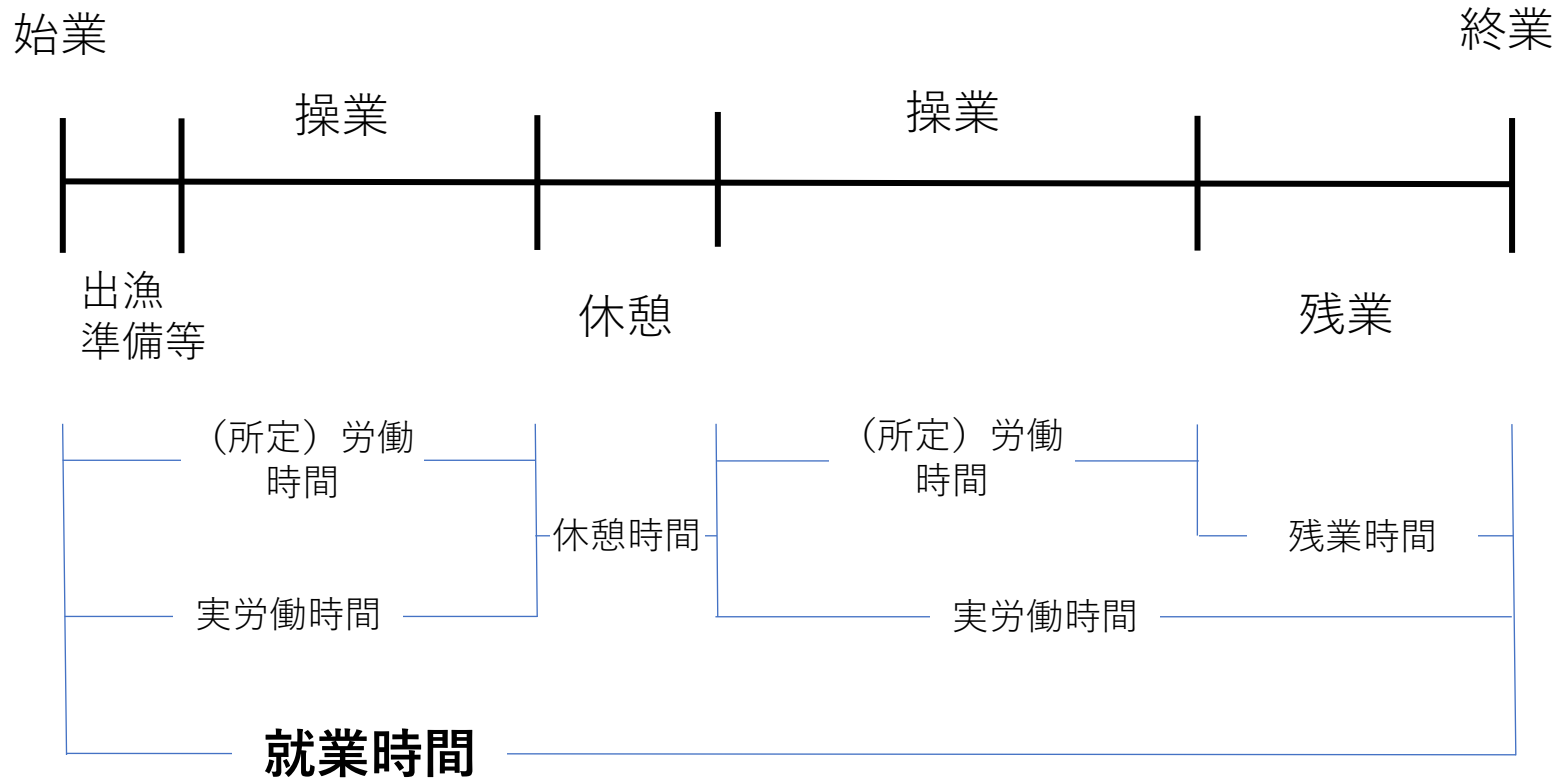 始業
終業
操業
操業
出漁
準備等
休憩
残業
（所定）労働
時間
（所定）労働
時間
休憩時間
残業時間
実労働時間
実労働時間
就業時間